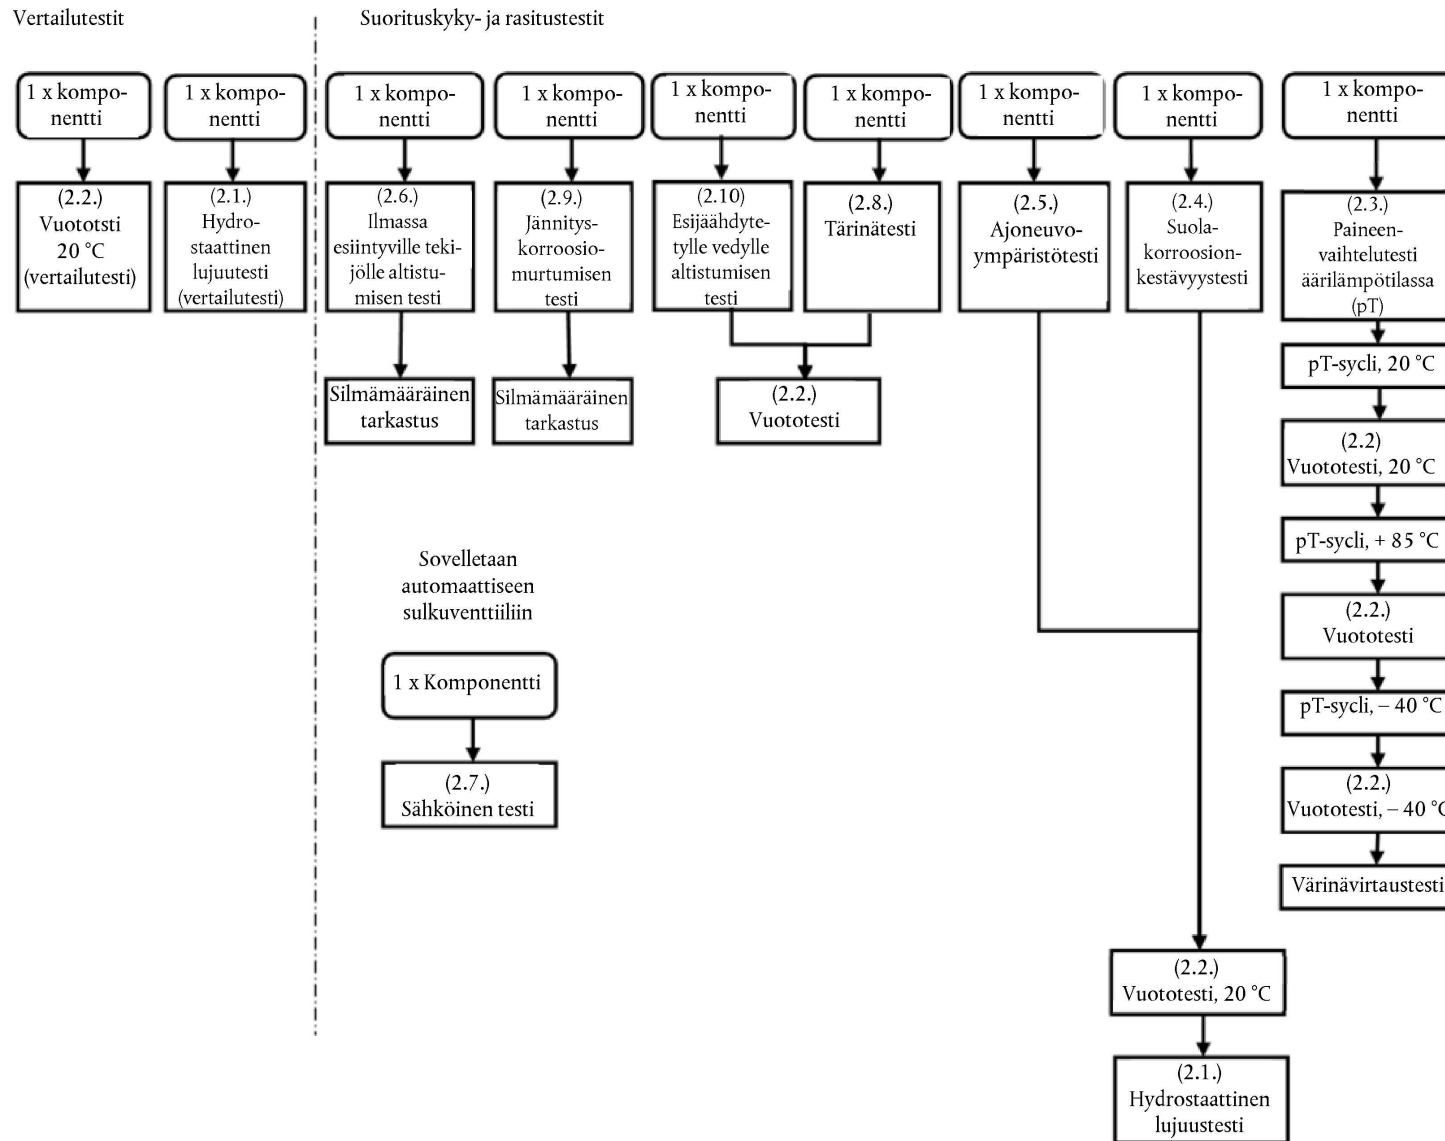 Vertailutestit
Suorituskyky- ja rasitustestit
1 x kompo-
nentti
1 x kompo-
nentti
1 x kompo-
nentti
1 x kompo-
nentti
1 x kompo-
nentti
1 x kompo-
nentti
1 x kompo-
nentti
1 x kompo-
nentti
1 x kompo-
nentti
(2.2.)
Vuototsti
20 °C
(vertailutesti)
(2.1.)
Hydro-
staattinen
lujuutesti
(vertailutesti)
(2.6.)
Ilmassa
esiintyville teki-
jölle altistu-
misen testi
(2.9.)
Jännitys-
korroosio-
murtumisen
testi
(2.10)
Esijäähdyte-
tylle vedylle
altistumisen
testi
(2.8.)
Tärinätesti
(2.5.)
Ajoneuvo-
ympäristötesti
(2.4.)
Suola-
korroosion-
kestävyystesti
(2.3.)
Paineen-
vaihtelutesti
äärilämpötilassa
(pT)
Silmämääräinen
tarkastus
Silmämääräinen
tarkastus
(2.2.)
Vuototesti
pT-sycli, 20 °C
(2.2)
Vuototesti, 20 °C
pT-sycli, + 85 °C
(2.2.)
Vuototesti
pT-sycli, – 40 °C
(2.2.)
Vuototesti, – 40 °C
Värinävirtaustesti
Sovelletaan
automaattiseen
sulkuventtiiliin
1 x Komponentti
(2.7.)
Sähköinen testi
(2.2.)
Vuototesti, 20 °C
(2.1.)
Hydrostaattinen
lujuustesti